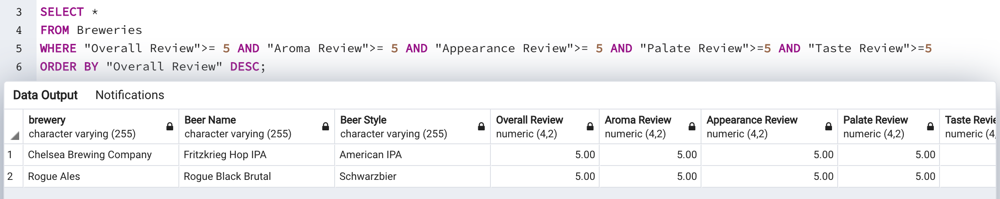 3 SELECT *
4 FROM Breweries
5 WHERE "Overall Review">= 5 AND "Aroma Review">= 5 AND "Appearance Review">= 5 AND "Palate Review">=5 AND "Taste Review">=5
6 ORDER BY "Overall Review" DESC;
Data Output Notifications
brewery Beer Name Beer Style Overall Review Aroma Review Appearance Review Palate Review Taste Revie
character varying (255) character varying (255) character varying (255) numeric (4,2) numeric (4,2) numeric (4,2) numeric (4,2) numeric (4,
1 Chelsea Brewing Company Fritzkrieg Hop IPA American IPA 5.00 5.00 5.00 5.00
2 Rogue Ales Rogue Black Brutal Schwarzbier 5.00 5.00 5.00 5.00